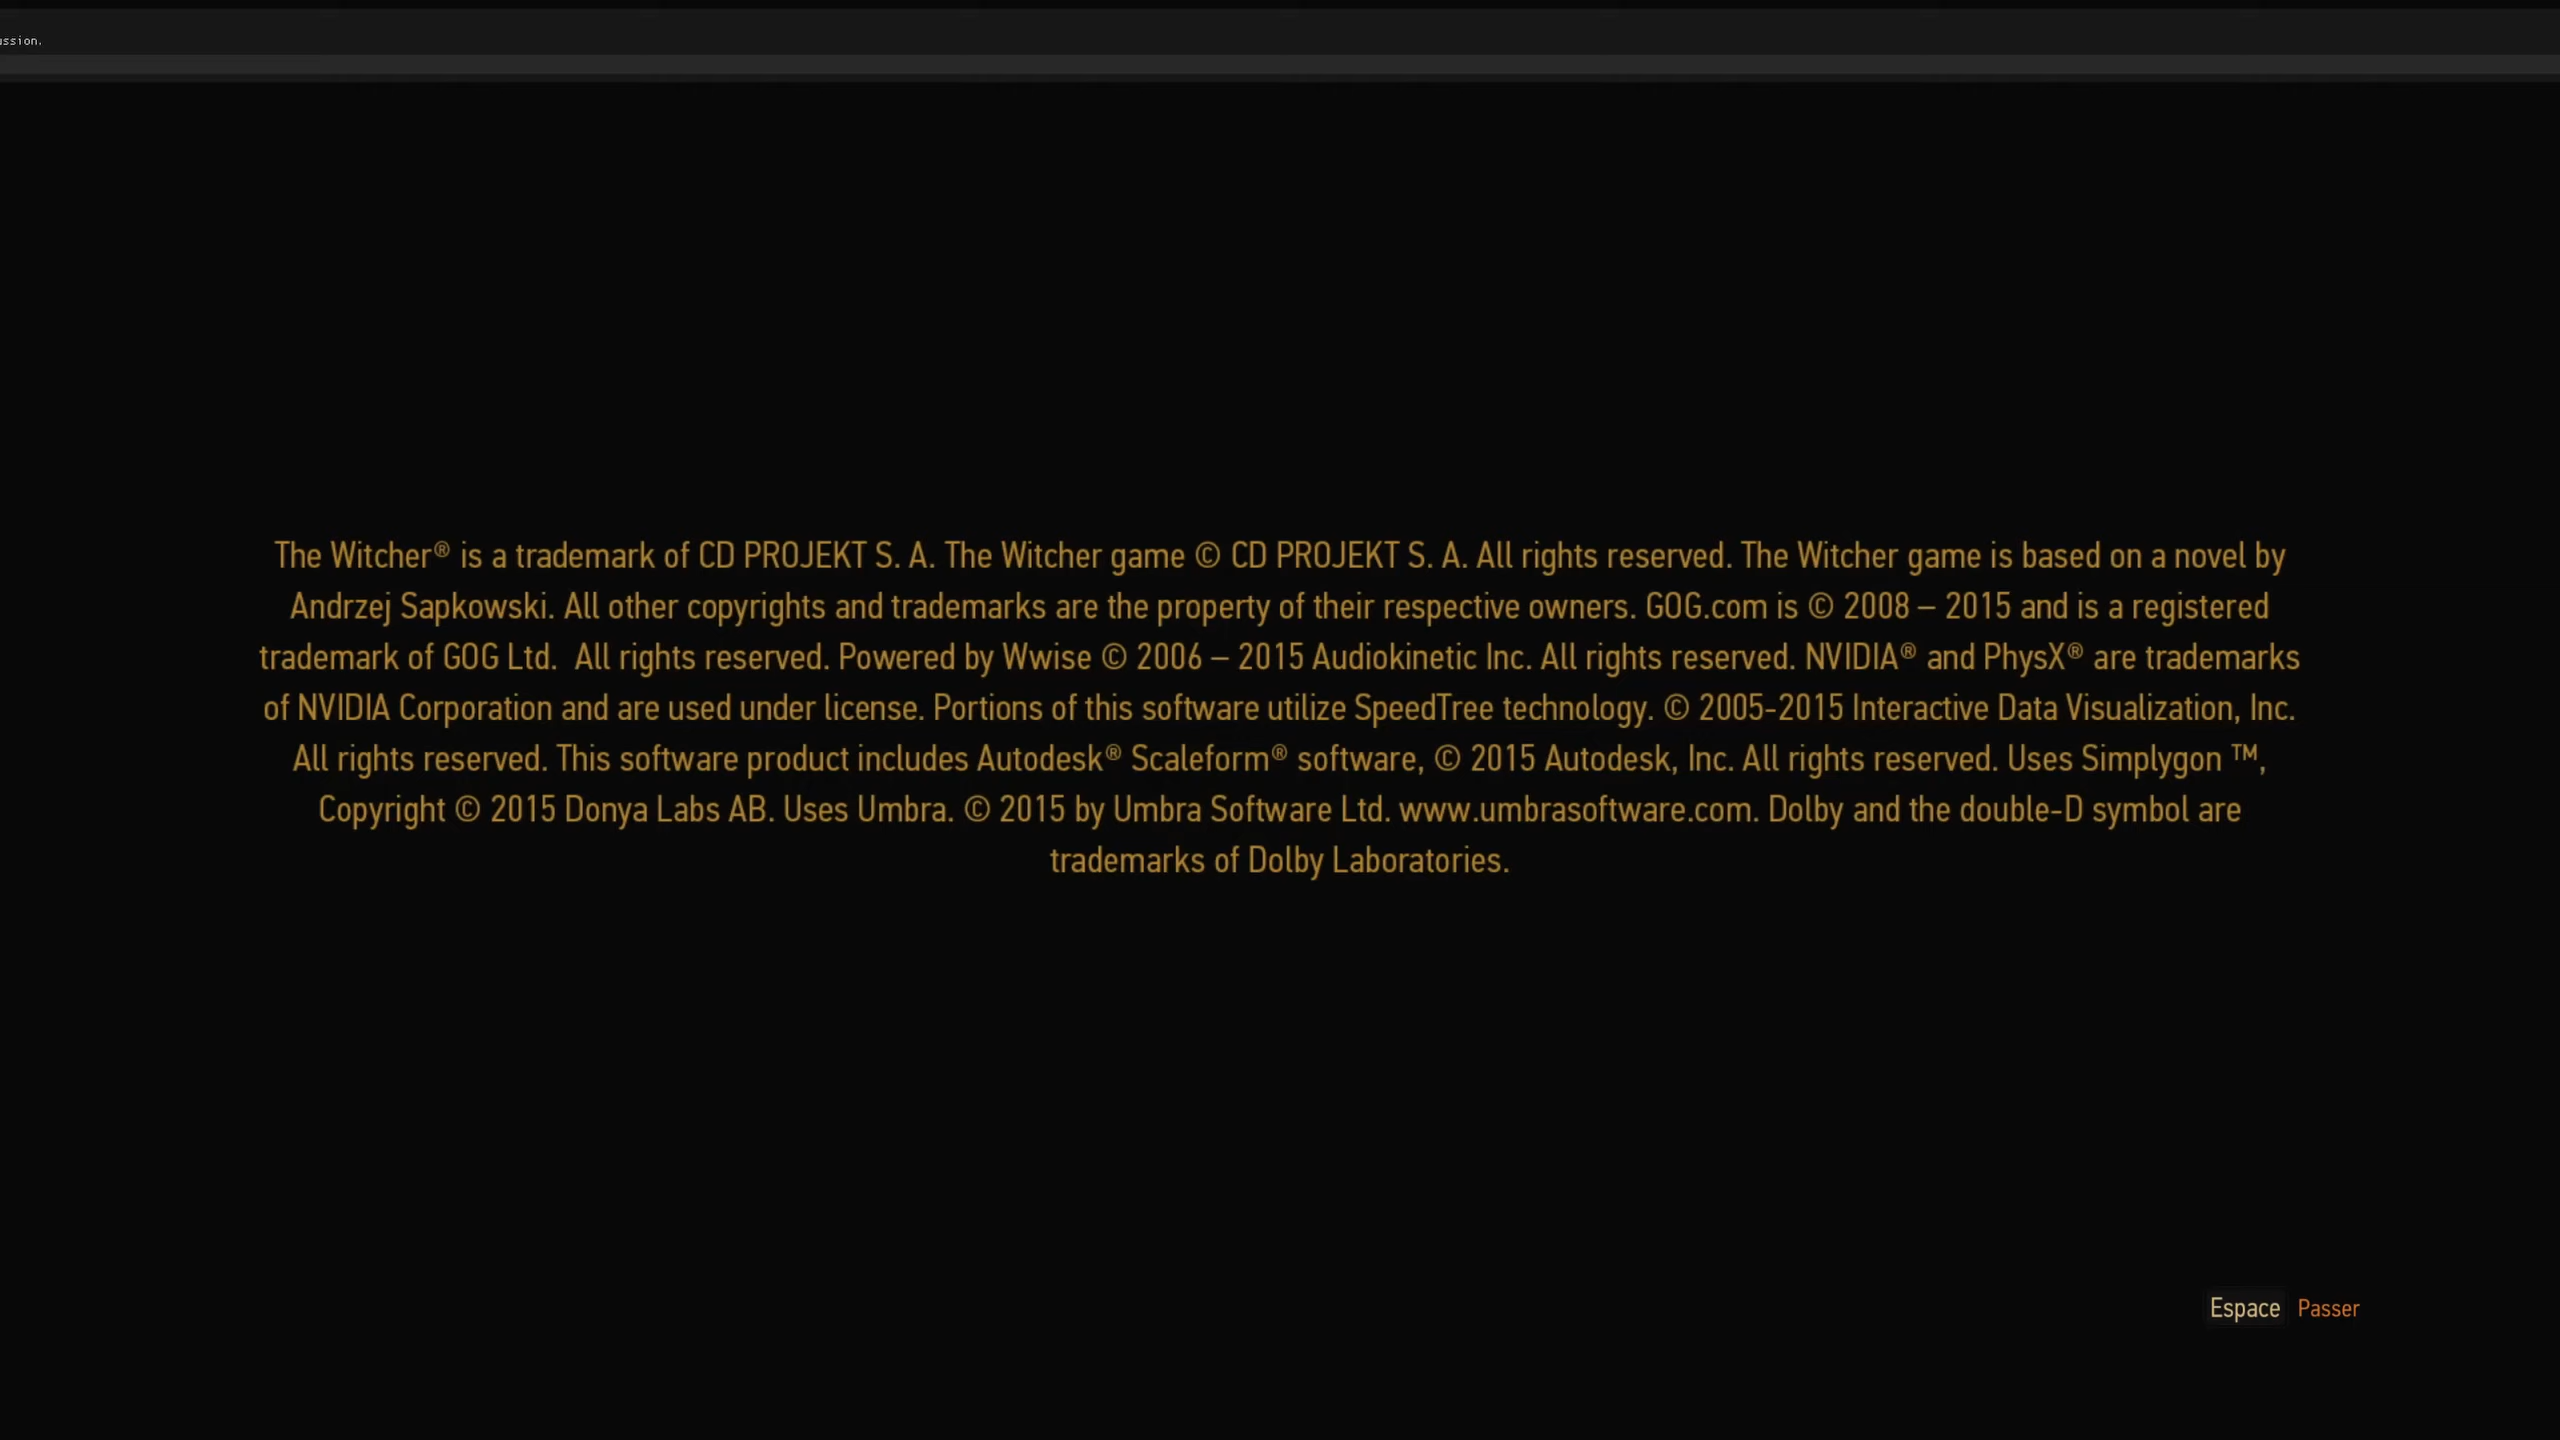 The Witcher® is a trademark of CD PROJEKT S. A. The Witcher game © CD PROJEKT S. A. All rights reserved. The Witcher game is based on a novel by
Andrzej Sapkowski. All other copyrights and trademarks are the property of their respective owners. GOG.com is © 2008 – 2015 and is a registered
trademark of GOG Ltd.  All rights reserved. Powered by Wwise © 2006 – 2015 Audiokinetic Inc. All rights reserved. NVIDIA® and PhysX® are trademarks
of NVIDIA Corporation and are used under license. Portions of this software utilize SpeedTree technology. © 2005-2015 Interactive Data Visualization, Inc.
All rights reserved. This software product includes Autodesk® Scaleform® software, © 2015 Autodesk, Inc. All rights reserved. Uses Simplygon ™,
Copyright © 2015 Donya Labs AB. Uses Umbra. © 2015 by Umbra Software Ltd. www.umbrasoftware.com. Dolby and the double-D symbol are
trademarks of Dolby Laboratories.
Espace Passer